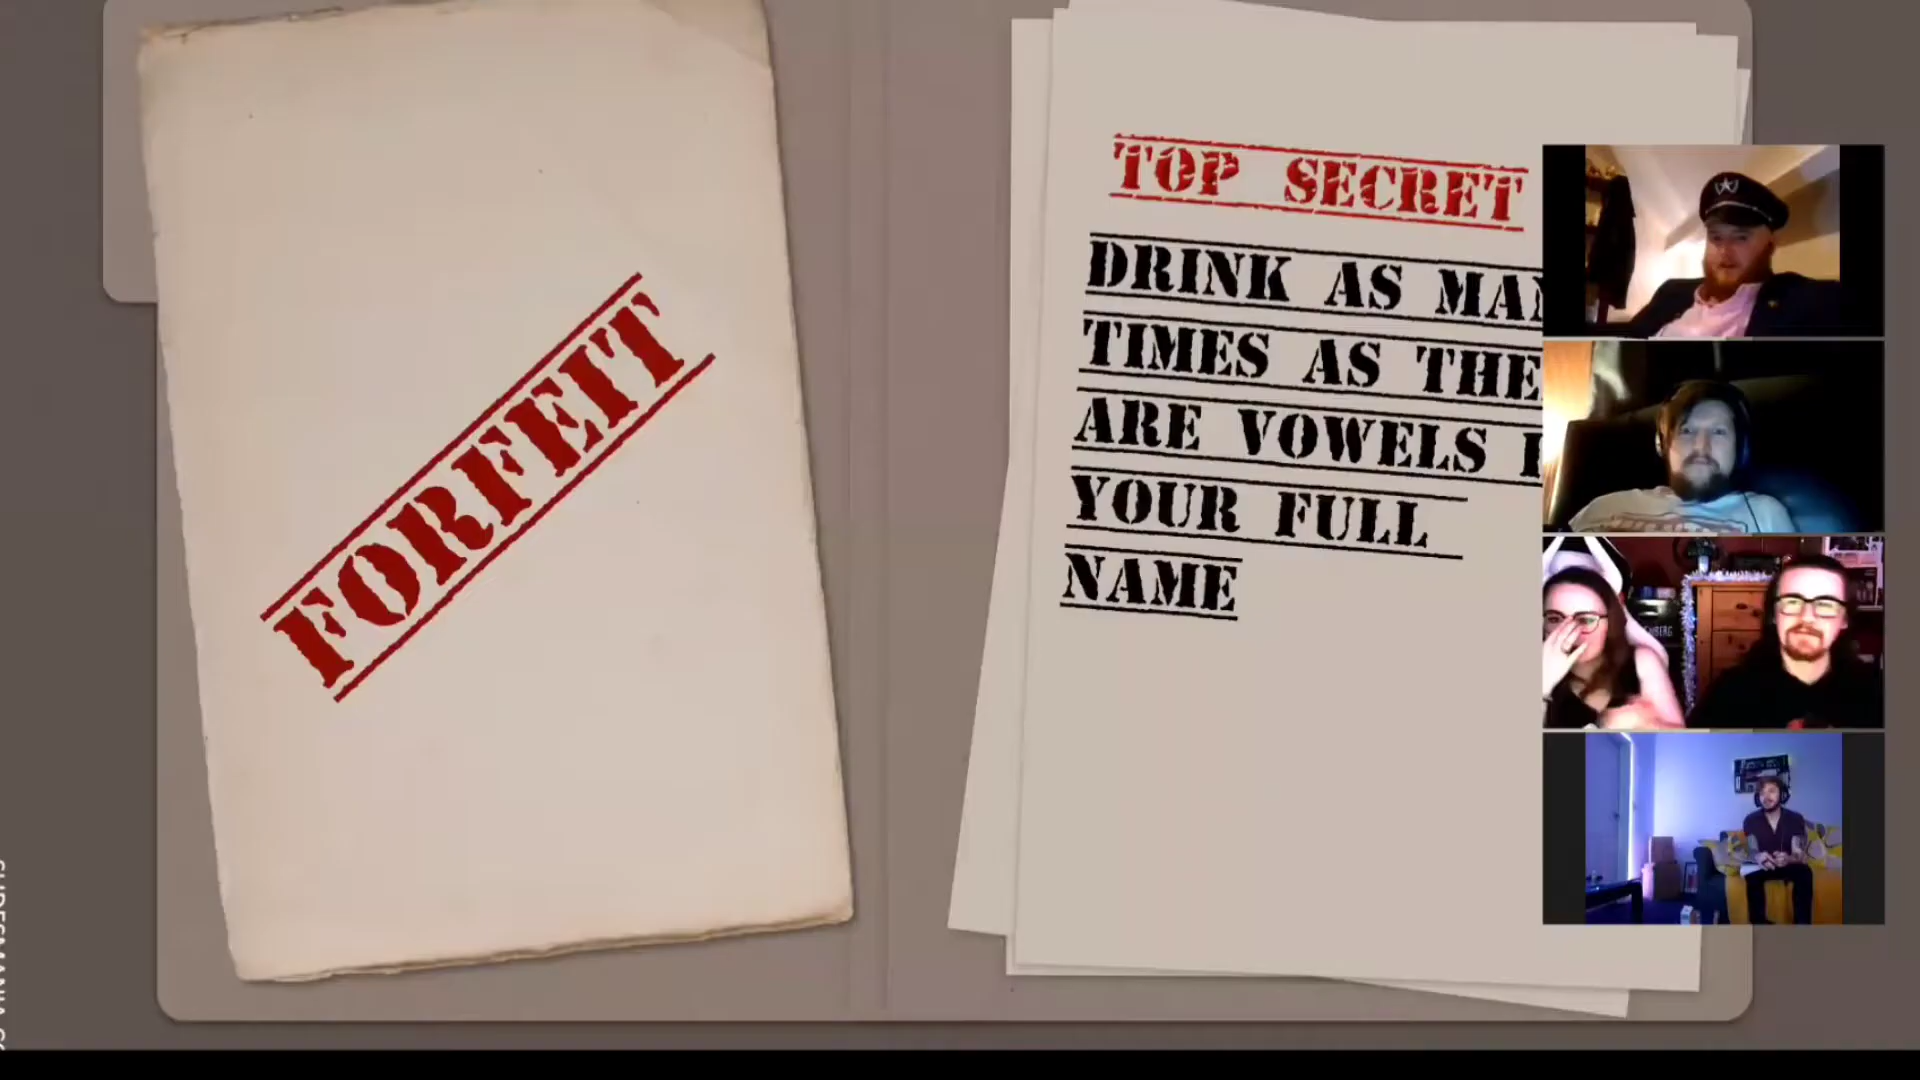 FORFEIT
TOP SECRET
DRINK AS
TIMES AS
ARE VOWELS
YOUR FULL
NAME